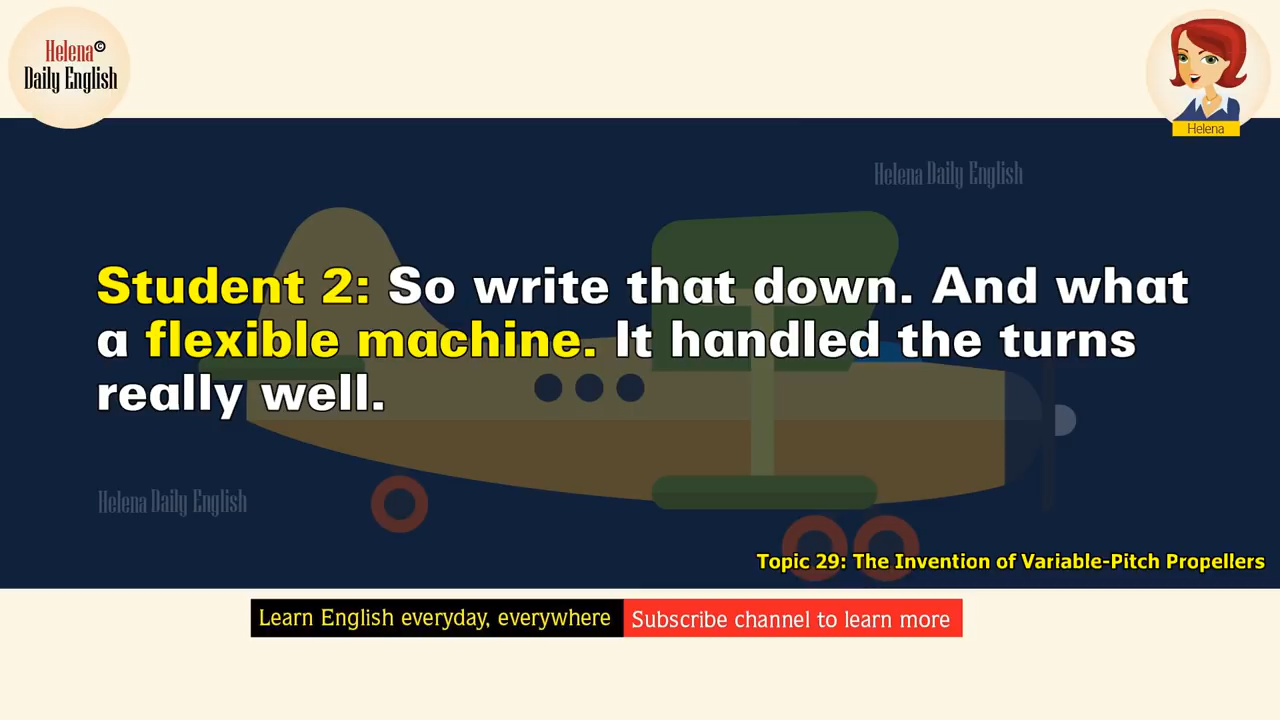 Helena©
Daily English
Helena
Helena Daily English
Student 2: So write that down. And what
a flexible machine. It handled the turns
really well.
Helena Daily English
Topic 29: The Invention of Variable-Pitch Propellers
Learn English everyday, everywhere
Subscribe channel to learn more